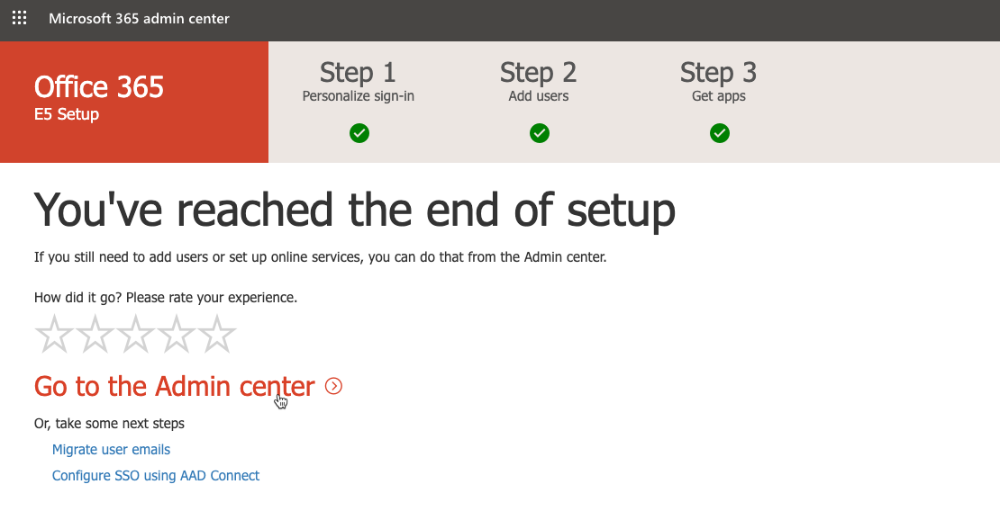 Microsoft 365 admin center
Office 365
E5 Setup
Step 1
Personalize sign-in
Step 2
Add users
Step 3
Get apps
You've reached the end of setup
If you still need to add users or set up online services, you can do that from the Admin center.
How did it go? Please rate your experience.
Go to the Admin center
Or, take some next steps
Migrate user emails
Configure SSO using AAD Connect